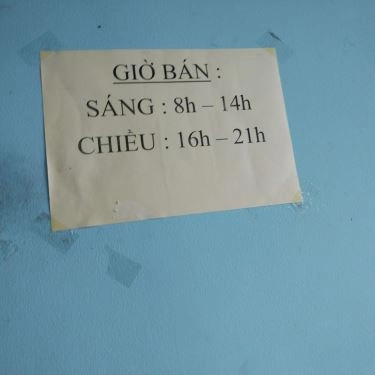 GIỜ BÁN :
SÁNG : 8h – 14h
CHIỀU : 16h – 21h